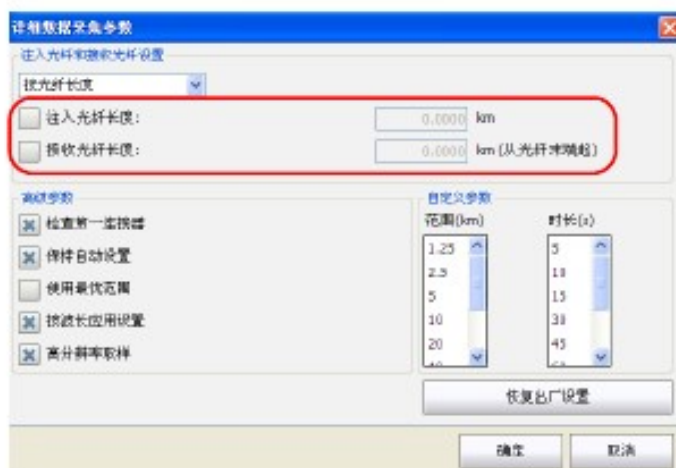 详细数据采集参数
注入光纤和接收光纤设置
按光纤长度
注入光纤长度: 0.0000 km
接收光纤长度: 0.0000 km (从光纤末端起)
高级参数
检查第一连接器
保持自动设置
使用最优范围
按波长应用设置
高分辨率取样
自定义参数
范围(km) 时长(s)
1.25 5
2.5 10
5 15
10 30
20 45
恢复出厂设置
确定 取消